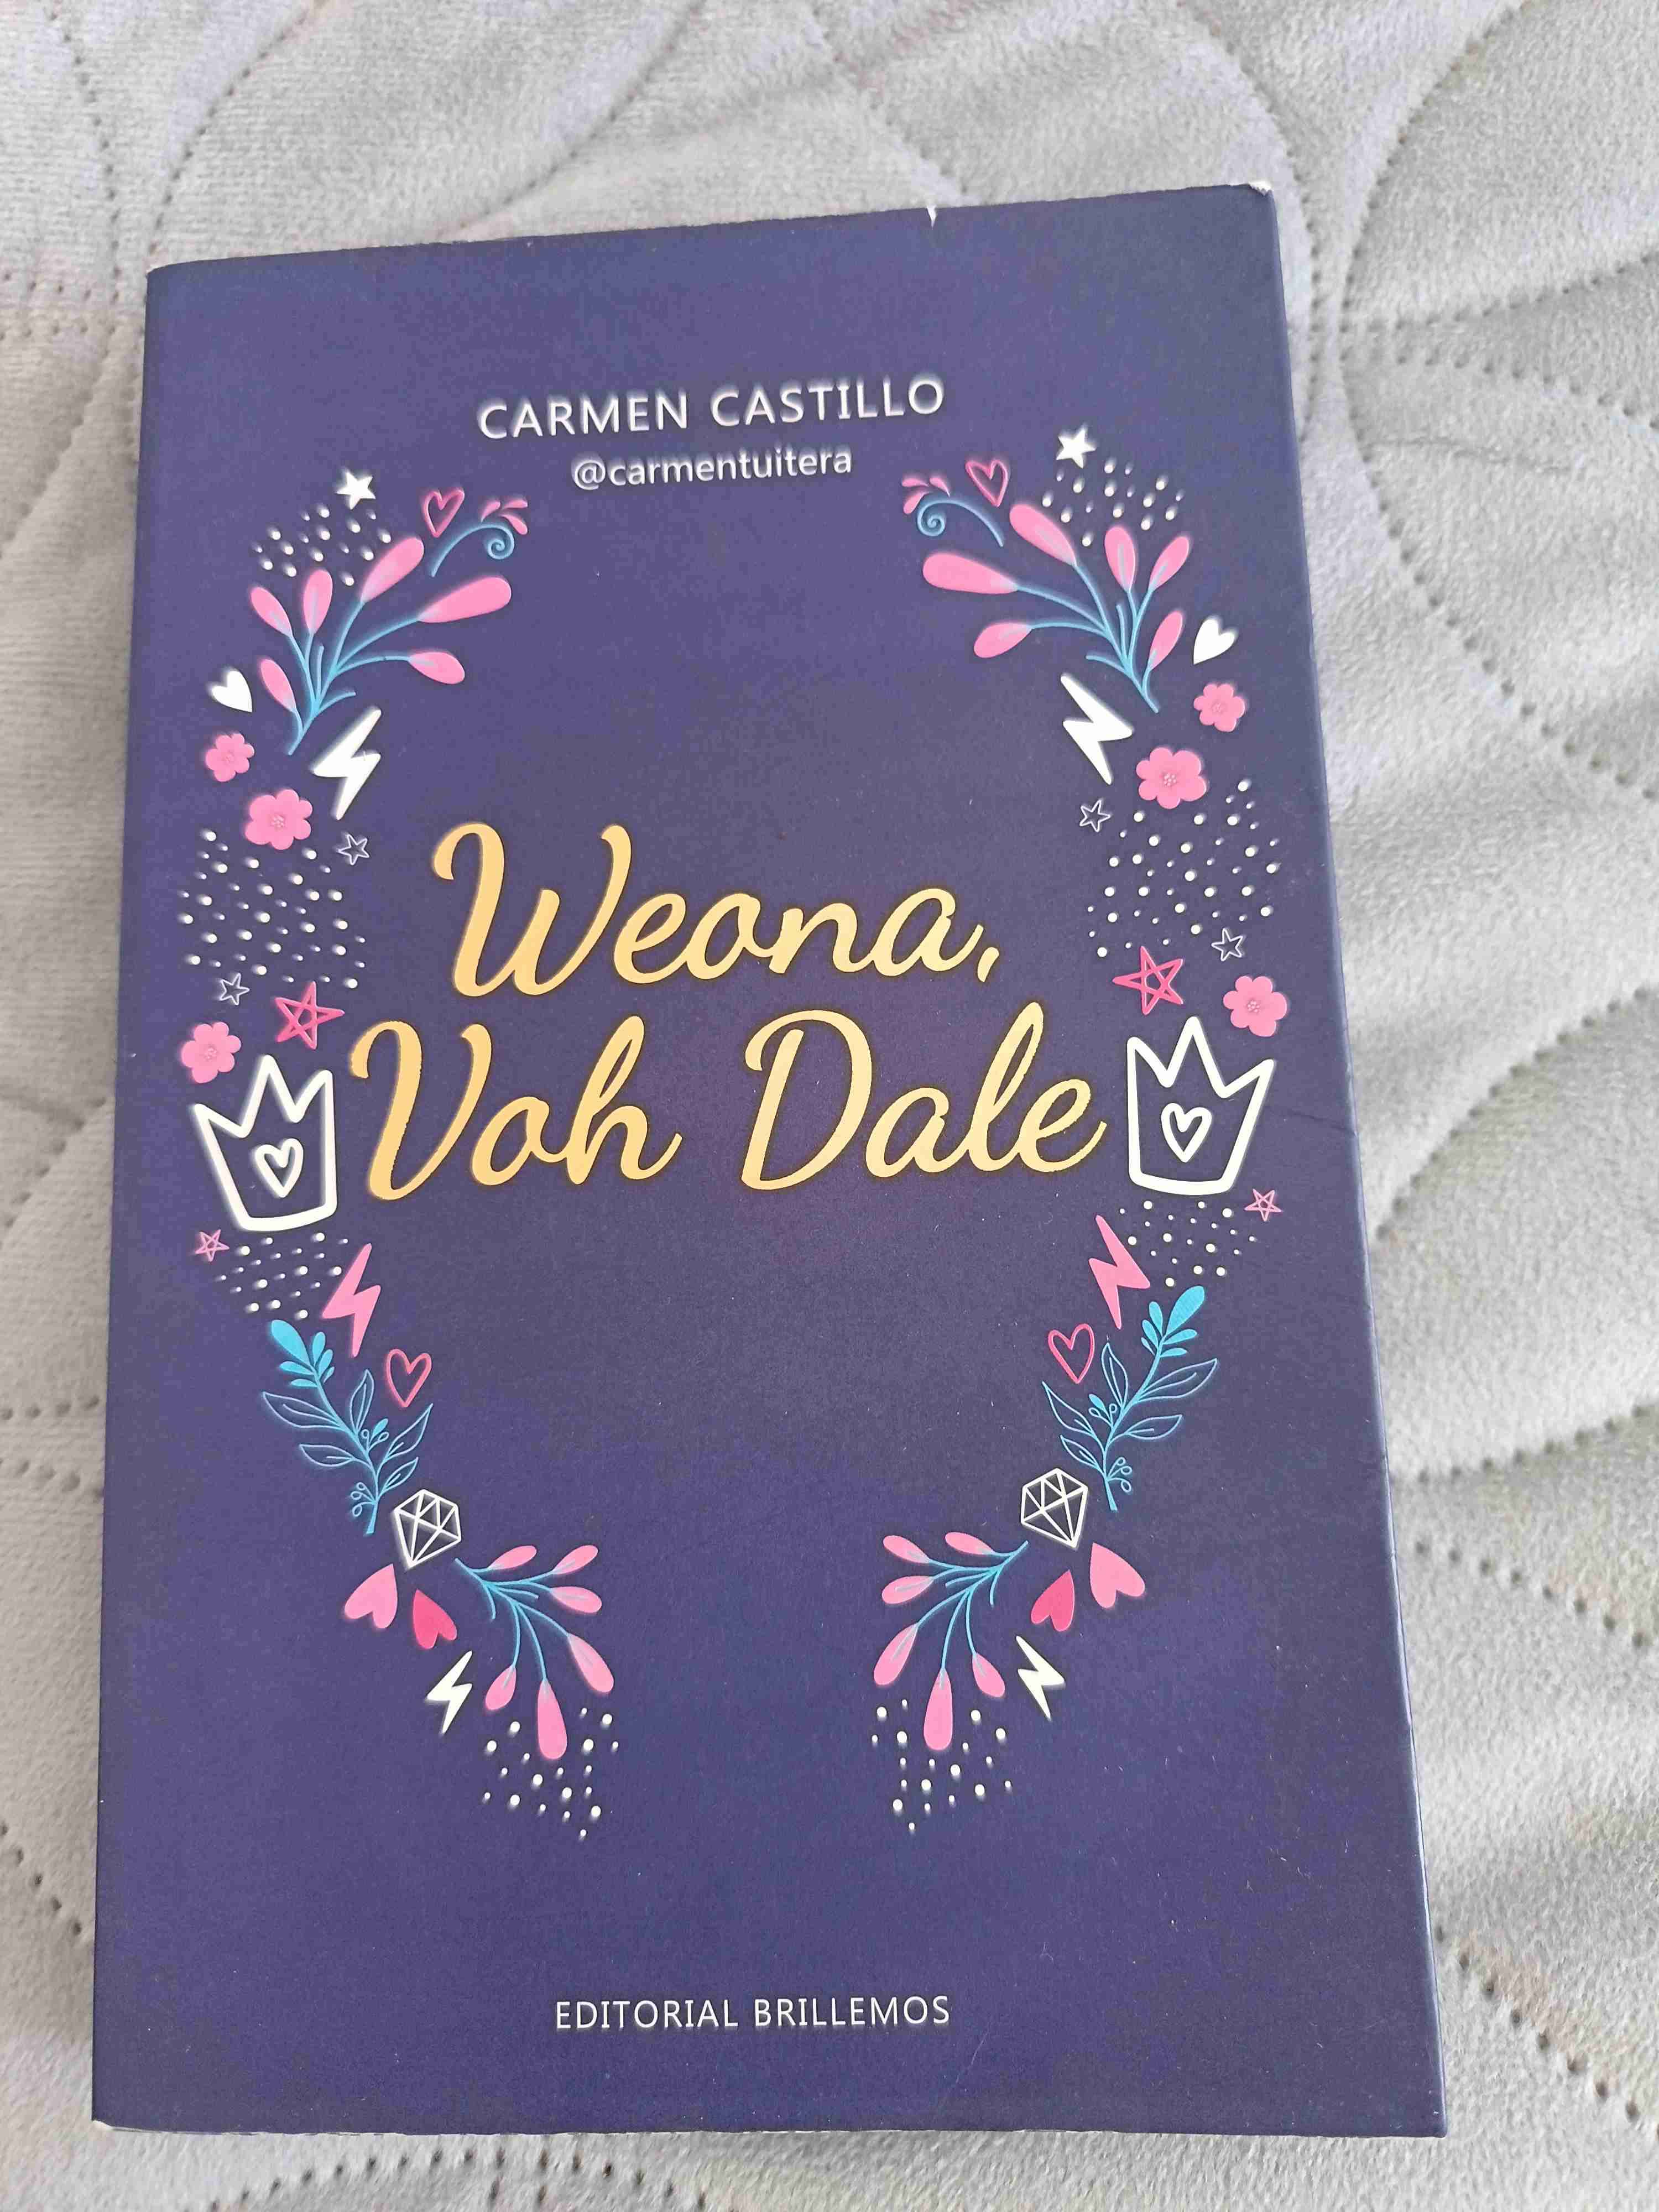 CARMEN CASTILLO
@carmentuitera
Weona,
Voh Dale
EDITORIAL BRILLEMOS